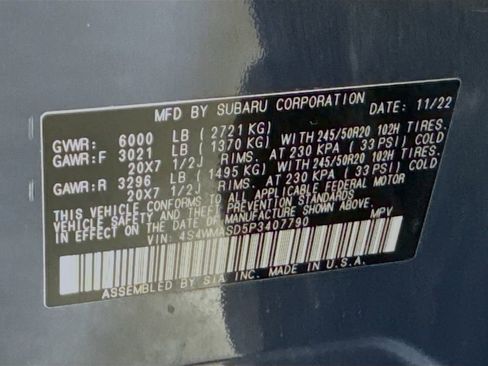 MFD BY SUBARU CORPORATION DATE: 11/22
GVWR: 6000 LB (2721 KG)
GAWR:F 3021 LB (1370 KG) WITH 245/50R20 102H TIRES.
20X7 1/2J RIMS. AT 230 KPA (33 PSI) COLD
GAWR:R 3296 LB (1495 KG) WITH 245/50R20 102H TIRES.
20X7 1/2J RIMS. AT 230 KPA (33 PSI) COLD
THIS VEHICLE CONFORMS TO ALL APPLICABLE FEDERAL MOTOR
VEHICLE SAFETY AND THEFT PREVENTION STANDARDS
IN EFFECT ON THE DATE OF MANUFACTURE SHOWN ABOVE.
VIN: 4S4WMASD5P3407790 MPV
ASSEMBLED BY SIA INC. MADE IN U.S.A.